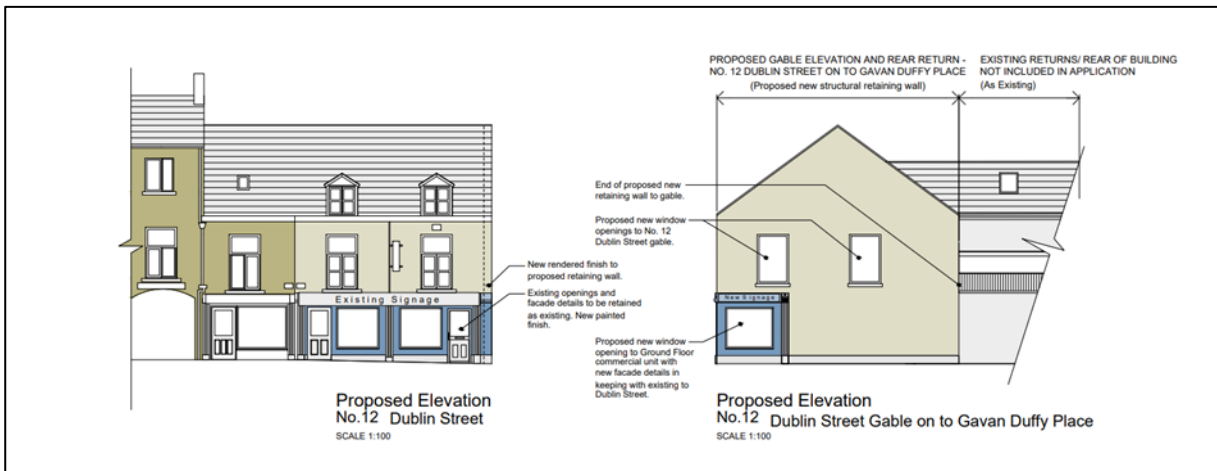 PROPOSED GABLE ELEVATION AND REAR RETURN -
NO. 12 DUBLIN STREET ON TO GAVAN DUFFY PLACE
(Proposed new structural retaining wall)
EXISTING RETURNS/ REAR OF BUILDING
NOT INCLUDED IN APPLICATION
(As Existing)
New rendered finish to
proposed retaining wall.
Existing openings and
facade details to be retained
as existing. New painted
finish.
Existing Signage
Proposed Elevation
No.12 Dublin Street
SCALE 1:100
End of proposed new
retaining wall to gable.
Proposed new window
openings to No. 12
Dublin Street gable.
New Signage
Proposed new window
opening to Ground Floor
commercial unit with
new facade details in
keeping with existing to
Dublin Street.
Proposed Elevation
No.12 Dublin Street Gable on to Gavan Duffy Place
SCALE 1:100